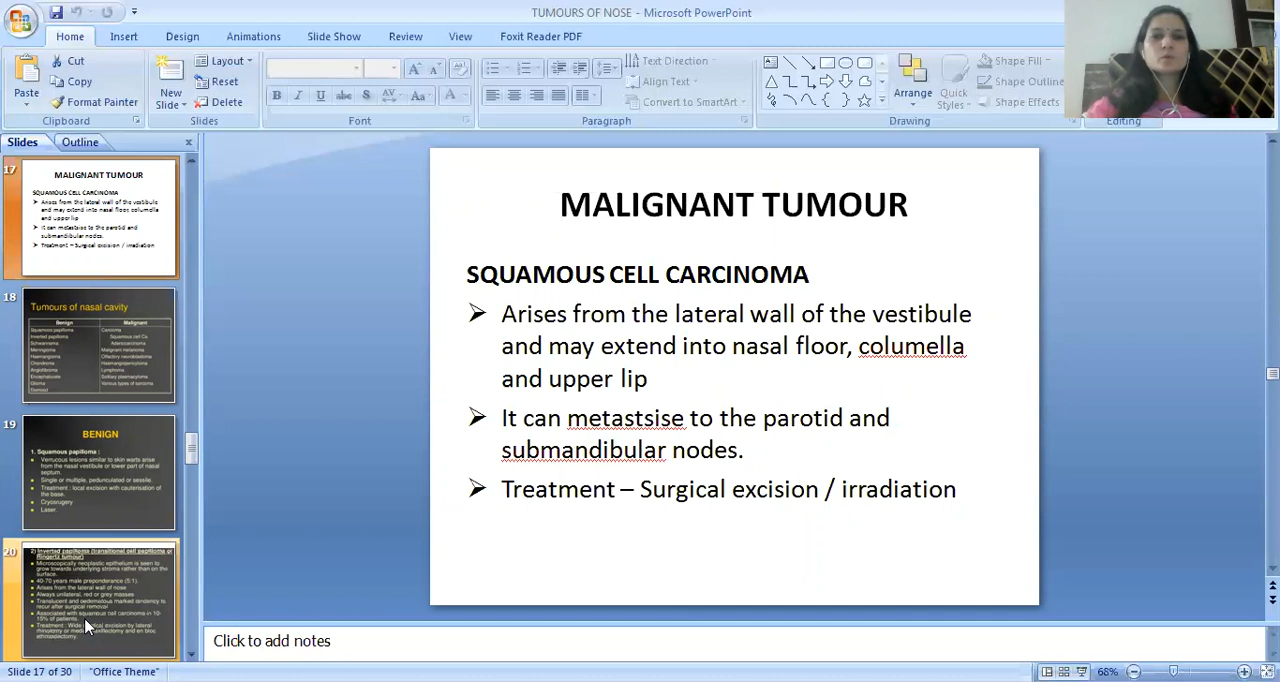 TUMOURS OF NOSE - Microsoft PowerPoint
Home Insert Design Animations Slide Show Review View Foxit Reader PDF
Paste
Cut
Copy
Format Painter
Clipboard
New Slide
Layout
Reset
Delete
Slides
B I U abc S AV Aa A
Font
Text Direction
Align Text
Convert to SmartArt
Paragraph
Arrange
Quick Styles
Shape Fill
Shape Outline
Shape Effects
Drawing
Editing
Slides Outline
17
MALIGNANT TUMOUR
SQUAMOUS CELL CARCINOMA
Arises from the lateral wall of the vestibule
and may extend into nasal floor, columella
and upper lip
It can metastsise to the parotid and
submandibular nodes.
Treatment – Surgical excision / irradiation
18
Tumours of nasal cavity
Benign Malignant
Squamous papilloma Carcinoma
Inverted papilloma Squamous cell Ca
Schwannoma Adenocarcinoma
Meningioma Malignant melanoma
Haemangioma Olfactory neuroblastoma
Chondroma Haemangiopericytoma
Angiofibroma Lymphoma
Encephalocele Solitary plasmacytoma
Glioma Various types of sarcoma
Dermoid
19
BENIGN
1. Squamous papilloma :
Verrucous lesions similar to skin warts arise
from the nasal vestibule or lower part of nasal
septum.
Single or multiple, pedunculated or sessile.
Treatment : local excision with cauterisation of
the base.
Cryosurgery
Laser.
20
2) Inverted papilloma (transitional cell papilloma or
Ringertz tumour)
Microscopically neoplastic epithelium is seen to
grow towards underlying stroma rather than on the
surface.
40-70 years male preponderance (5:1).
Arises from the lateral wall of nose
Always unilateral, red or grey masses
Translucent and oedematous marked tendency to
recur after surgical removal
Associated with squamous cell carcinoma in 10-
15% of patients.
Treatment : Wide surgical excision by lateral
rhinotomy or maxillectomy and en bloc
ethmoidectomy.
MALIGNANT TUMOUR
SQUAMOUS CELL CARCINOMA
Arises from the lateral wall of the vestibule
and may extend into nasal floor, columella
and upper lip
It can metastsise to the parotid and
submandibular nodes.
Treatment – Surgical excision / irradiation
Click to add notes
Slide 17 of 30 "Office Theme" 68%